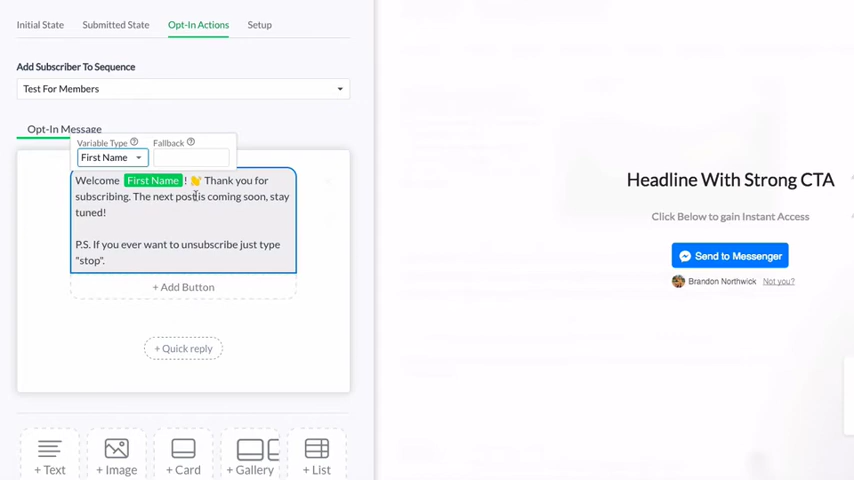 Initial State
Submitted State
Opt-In Actions
Setup
Add Subscriber To Sequence
Test For Members
Opt-In Message
Variable Type
Fallback
First Name
Welcome First Name ! 👋 Thank you for
subscribing. The next post is coming soon, stay
tuned!
P.S. If you ever want to unsubscribe just type
"stop".
+ Add Button
+ Quick reply
+ Text
+ Image
+ Card
+ Gallery
+ List
Headline With Strong CTA
Click Below to gain Instant Access
Send to Messenger
Brandon Northwick Not you?